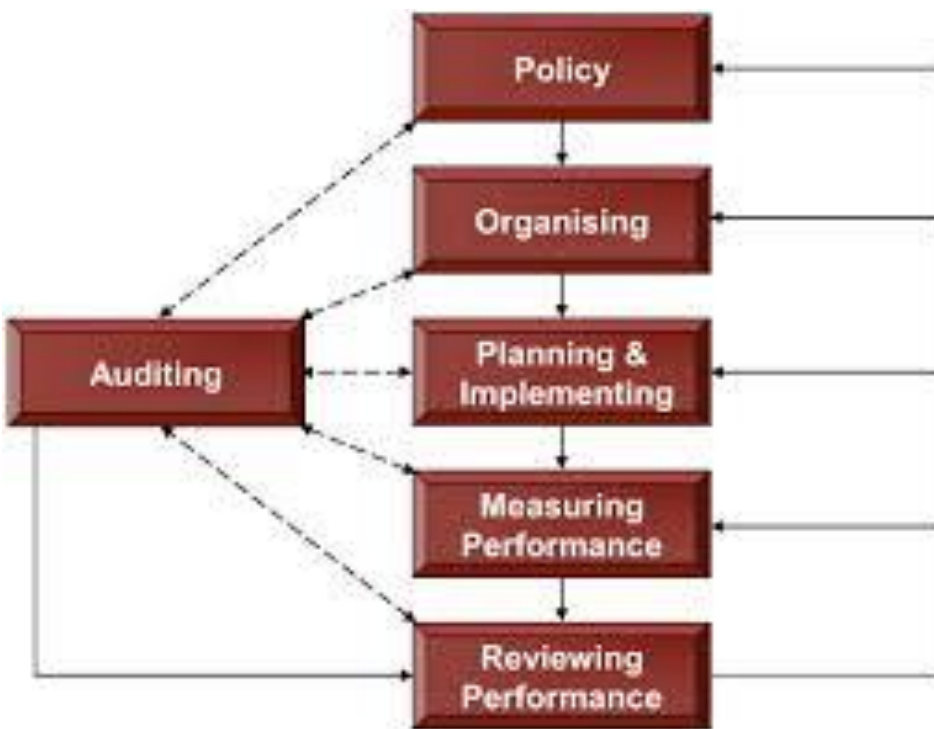 Policy
Organising
Auditing
Planning &
Implementing
Measuring
Performance
Reviewing
Performance